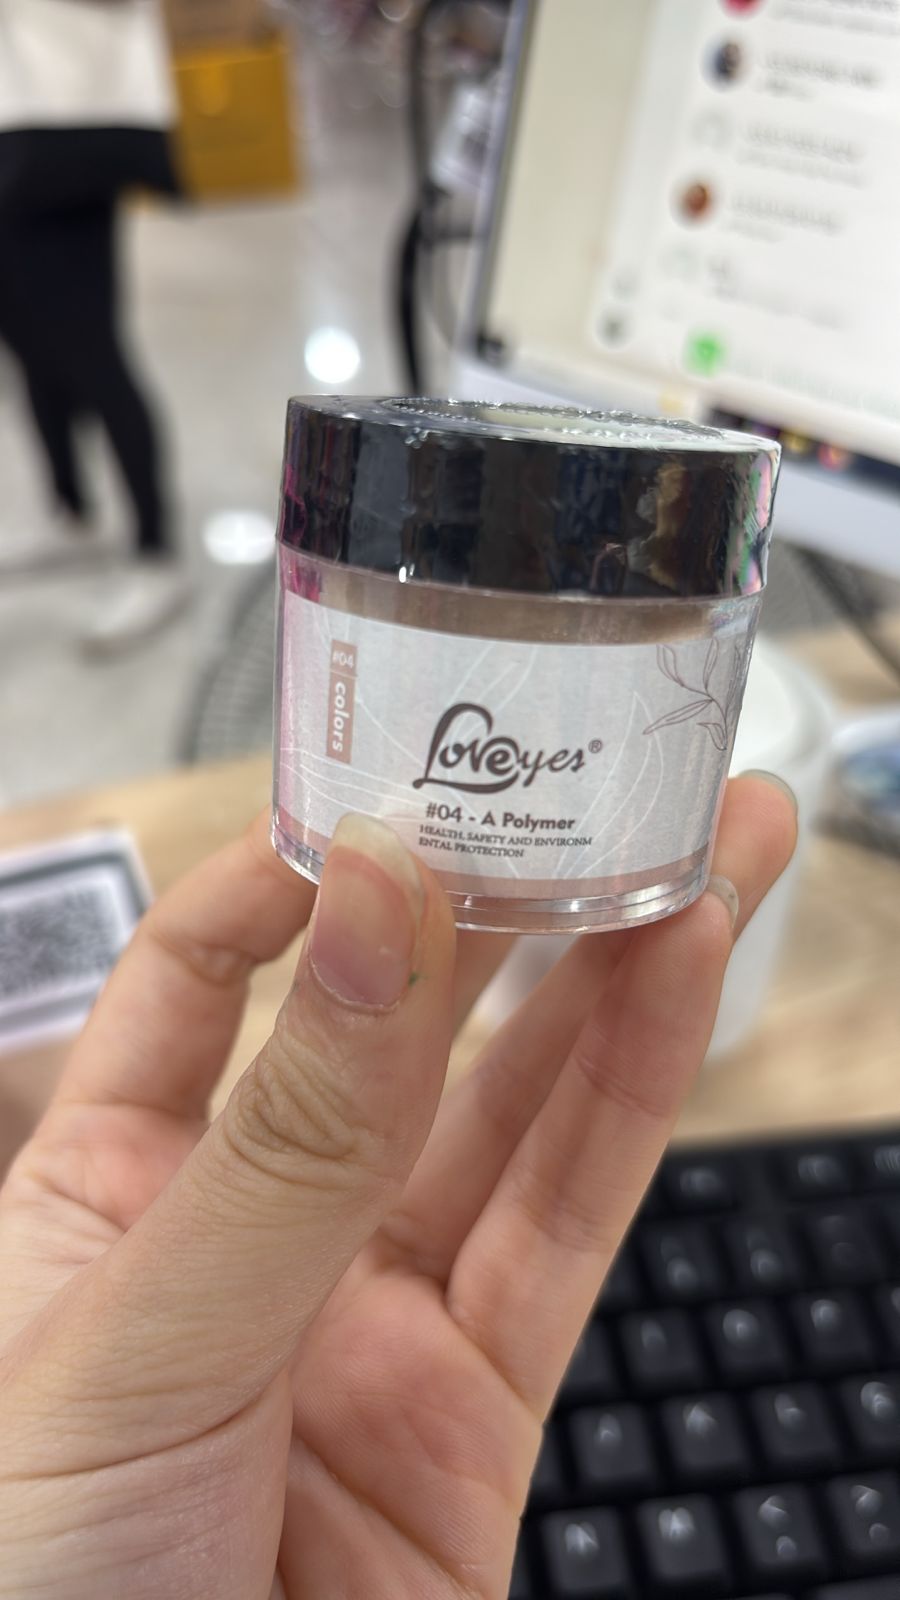 #04
colors
Loveyes®
#04 - A Polymer
HEALTH, SAFETY AND ENVIRONM
ENTAL PROTECTION